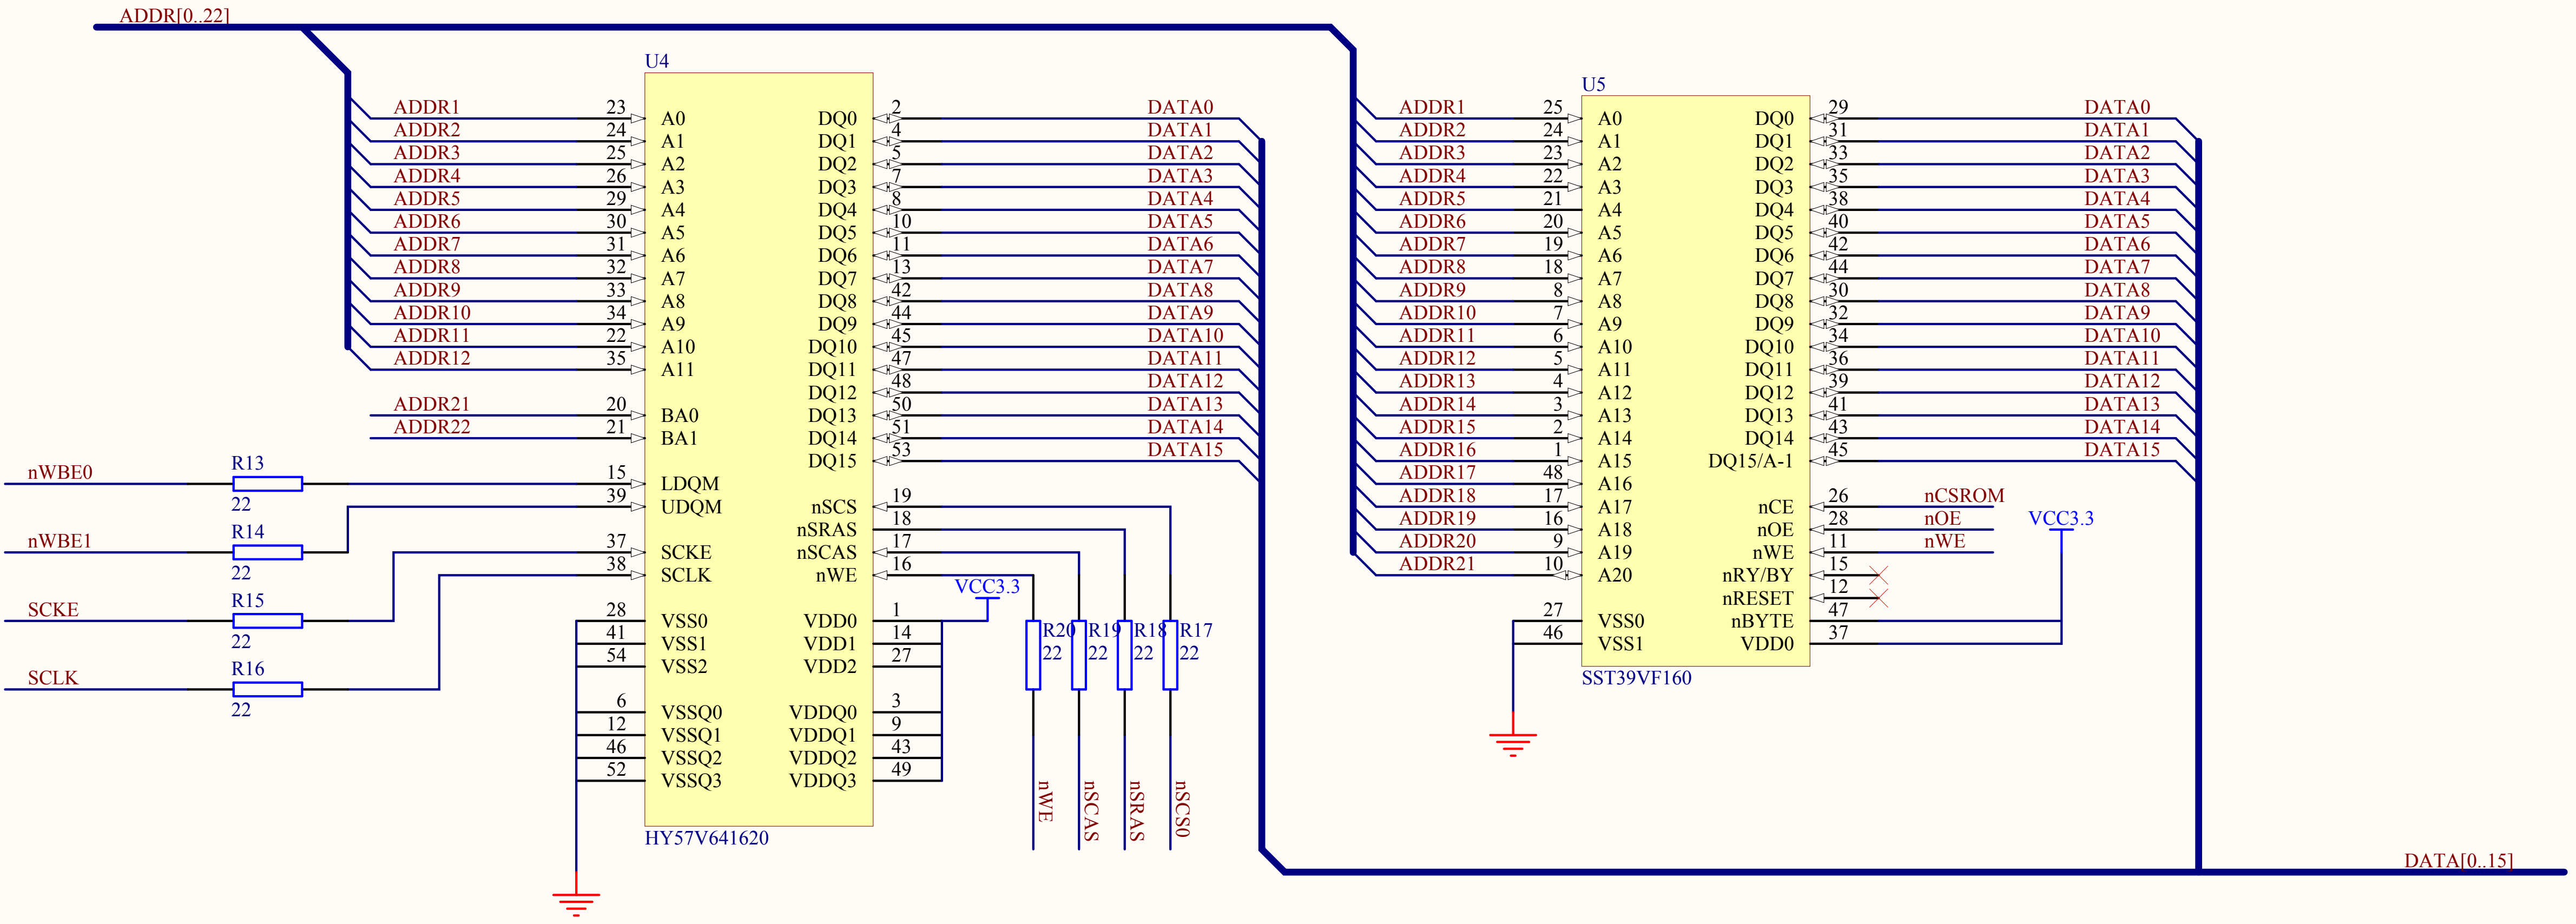 ADDR[0..22]
U4
ADDR1 23 A0 DQ0 2 DATA0
ADDR2 24 A1 DQ1 4 DATA1
ADDR3 25 A2 DQ2 5 DATA2
ADDR4 26 A3 DQ3 7 DATA3
ADDR5 29 A4 DQ4 8 DATA4
ADDR6 30 A5 DQ5 10 DATA5
ADDR7 31 A6 DQ6 11 DATA6
ADDR8 32 A7 DQ7 13 DATA7
ADDR9 33 A8 DQ8 42 DATA8
ADDR10 34 A9 DQ9 44 DATA9
ADDR11 22 A10 DQ10 45 DATA10
ADDR12 35 A11 DQ11 47 DATA11
DQ12 48 DATA12
ADDR21 20 BA0 DQ13 50 DATA13
ADDR22 21 BA1 DQ14 51 DATA14
DQ15 53 DATA15
nWBE0 R13 22 15 LDQM
nWBE1 R14 22 39 UDQM nSCS 19
nSRAS 18
SCKE R15 22 37 SCKE nSCAS 17
SCLK R16 22 38 SCLK nWE 16
VCC3.3
28 VSS0 VDD0 1
41 VSS1 VDD1 14
54 VSS2 VDD2 27
6 VSSQ0 VDDQ0 3
12 VSSQ1 VDDQ1 9
46 VSSQ2 VDDQ2 43
52 VSSQ3 VDDQ3 49
R20 R19 R18 R17
22 22 22 22
nWE nSCAS nSRAS nSCS0
HY57V641620
U5
ADDR1 25 A0 DQ0 29 DATA0
ADDR2 24 A1 DQ1 31 DATA1
ADDR3 23 A2 DQ2 33 DATA2
ADDR4 22 A3 DQ3 35 DATA3
ADDR5 21 A4 DQ4 38 DATA4
ADDR6 20 A5 DQ5 40 DATA5
ADDR7 19 A6 DQ6 42 DATA6
ADDR8 18 A7 DQ7 44 DATA7
ADDR9 8 A8 DQ8 30 DATA8
ADDR10 7 A9 DQ9 32 DATA9
ADDR11 6 A10 DQ10 34 DATA10
ADDR12 5 A11 DQ11 36 DATA11
ADDR13 4 A12 DQ12 39 DATA12
ADDR14 3 A13 DQ13 41 DATA13
ADDR15 2 A14 DQ14 43 DATA14
ADDR16 1 A15 DQ15/A-1 45 DATA15
ADDR17 48 A16
ADDR18 17 A17 nCE 26 nCSROM
ADDR19 16 A18 nOE 28 nOE
ADDR20 9 A19 nWE 11 nWE
ADDR21 10 A20 nRY/BY 15
nRESET 12
27 VSS0 nBYTE 47
46 VSS1 VDD0 37
VCC3.3
SST39VF160
DATA[0..15]